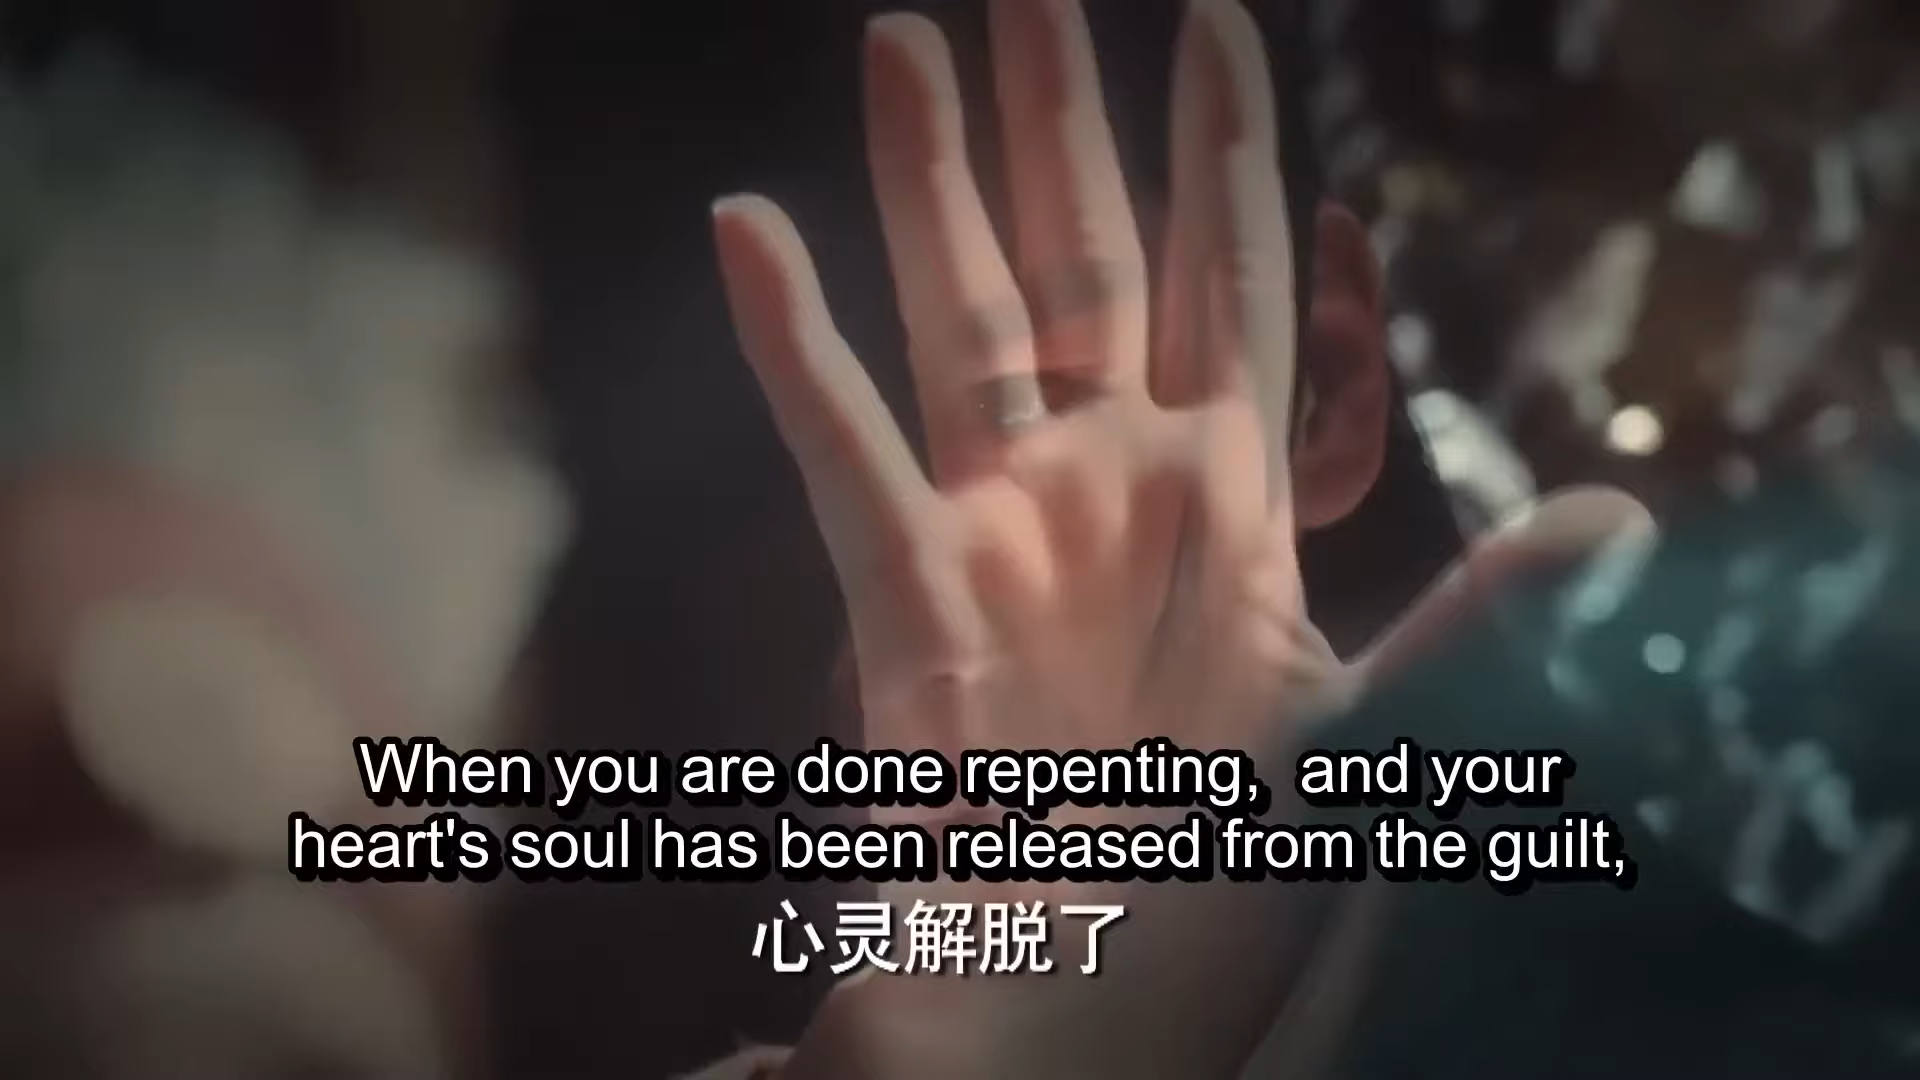 When you are done repenting,  and your
heart's soul has been released from the guilt,
心灵解脱了